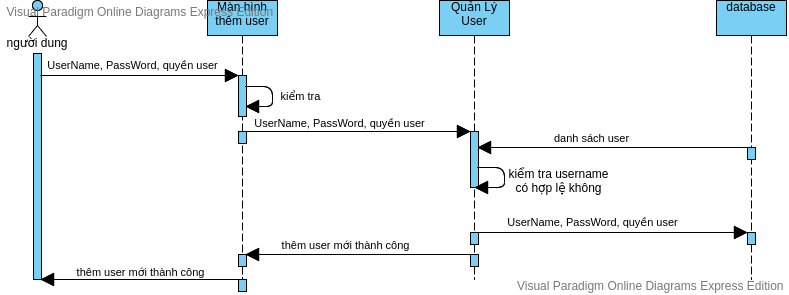 Visual Paradigm Online Diagrams Express Edition
Màn hình
thêm user
Quản Lý
User
database
người dung
UserName, PassWord, quyền user
kiểm tra
UserName, PassWord, quyền user
danh sách user
kiểm tra username
có hợp lệ không
UserName, PassWord, quyền user
thêm user mới thành công
thêm user mới thành công
Visual Paradigm Online Diagrams Express Edition